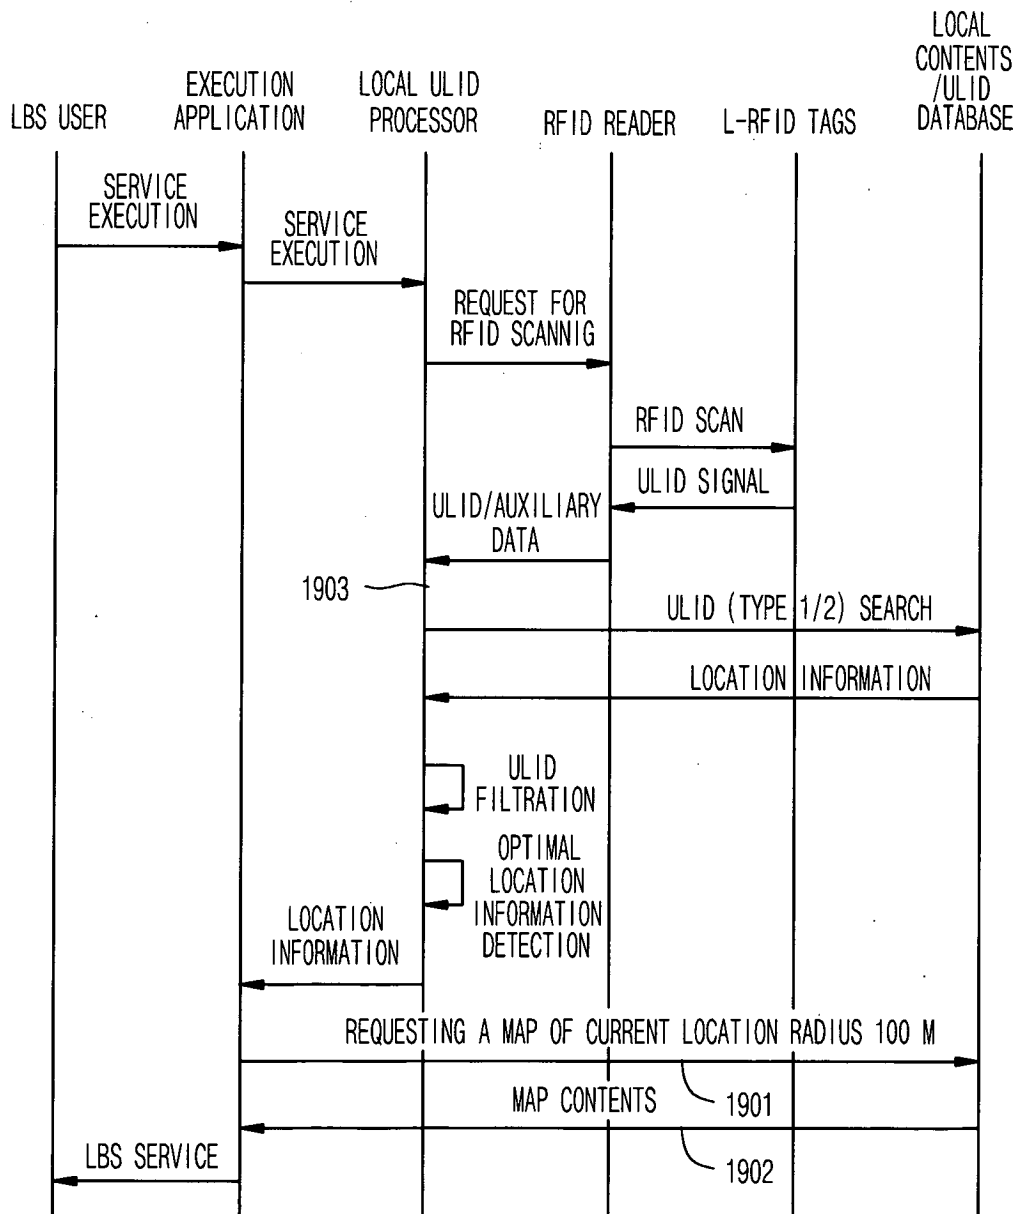 LBS USER
EXECUTION
APPLICATION
LOCAL ULID
PROCESSOR
RFID READER
L-RFID TAGS
LOCAL
CONTENTS
/ULID
DATABASE
SERVICE
EXECUTION
SERVICE
EXECUTION
REQUEST FOR
RFID SCANNIG
RFID SCAN
ULID SIGNAL
ULID/AUXILIARY
DATA
1903
ULID (TYPE 1/2) SEARCH
LOCATION INFORMATION
ULID
FILTRATION
OPTIMAL
LOCATION
INFORMATION
DETECTION
LOCATION
INFORMATION
REQUESTING A MAP OF CURRENT LOCATION RADIUS 100 M
1901
MAP CONTENTS
1902
LBS SERVICE